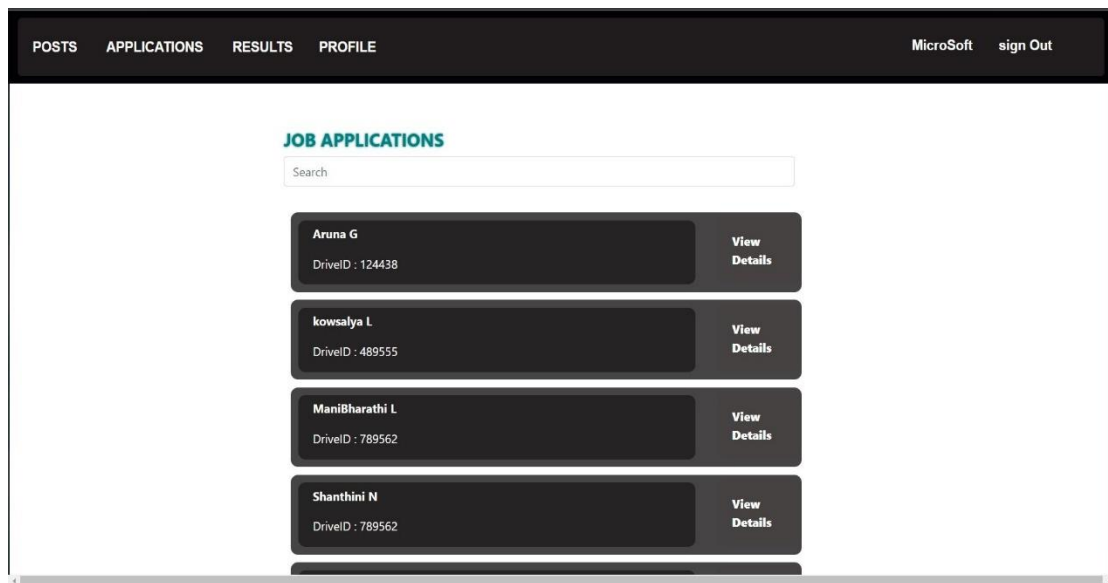 POSTS APPLICATIONS RESULTS PROFILE MicroSoft sign Out
JOB APPLICATIONS
Search
Aruna G
DriveID : 124438
View
Details
kowsalya L
DriveID : 489555
View
Details
ManiBharathi L
DriveID : 789562
View
Details
Shanthini N
DriveID : 789562
View
Details